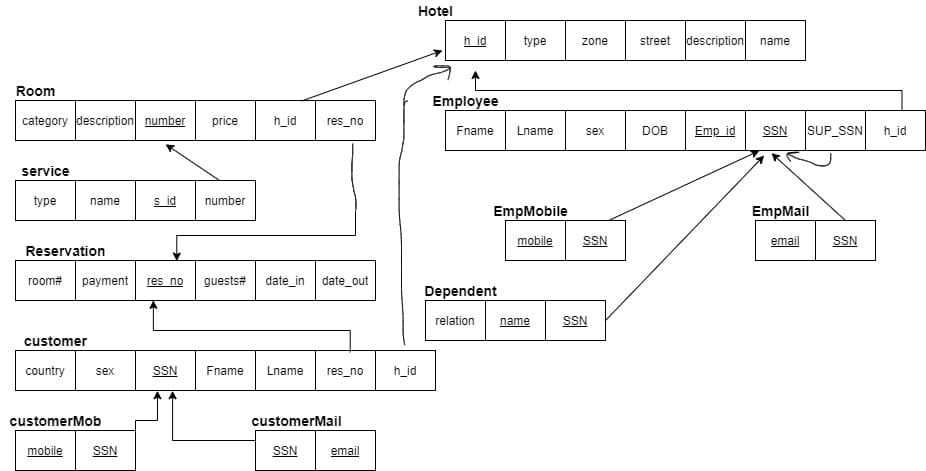 Hotel
h_id type zone street description name
Room
category description number price h_id res_no
Employee
Fname Lname sex DOB Emp_id SSN SUP_SSN h_id
service
type name s_id number
EmpMobile
mobile SSN
EmpMail
email SSN
Reservation
room# payment res_no guests# date_in date_out
Dependent
relation name SSN
customer
country sex SSN Fname Lname res_no h_id
customerMob
mobile SSN
customerMail
SSN email